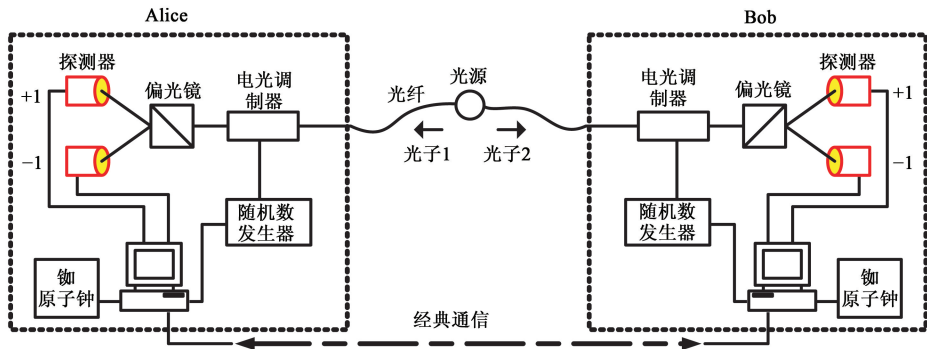 Alice
探测器
+1
偏光镜
电光调
制器
−1
随机数
发生器
铷
原子钟
光纤
光源
光子1
光子2
经典通信
Bob
电光调
制器
偏光镜
探测器
+1
−1
随机数
发生器
铷
原子钟